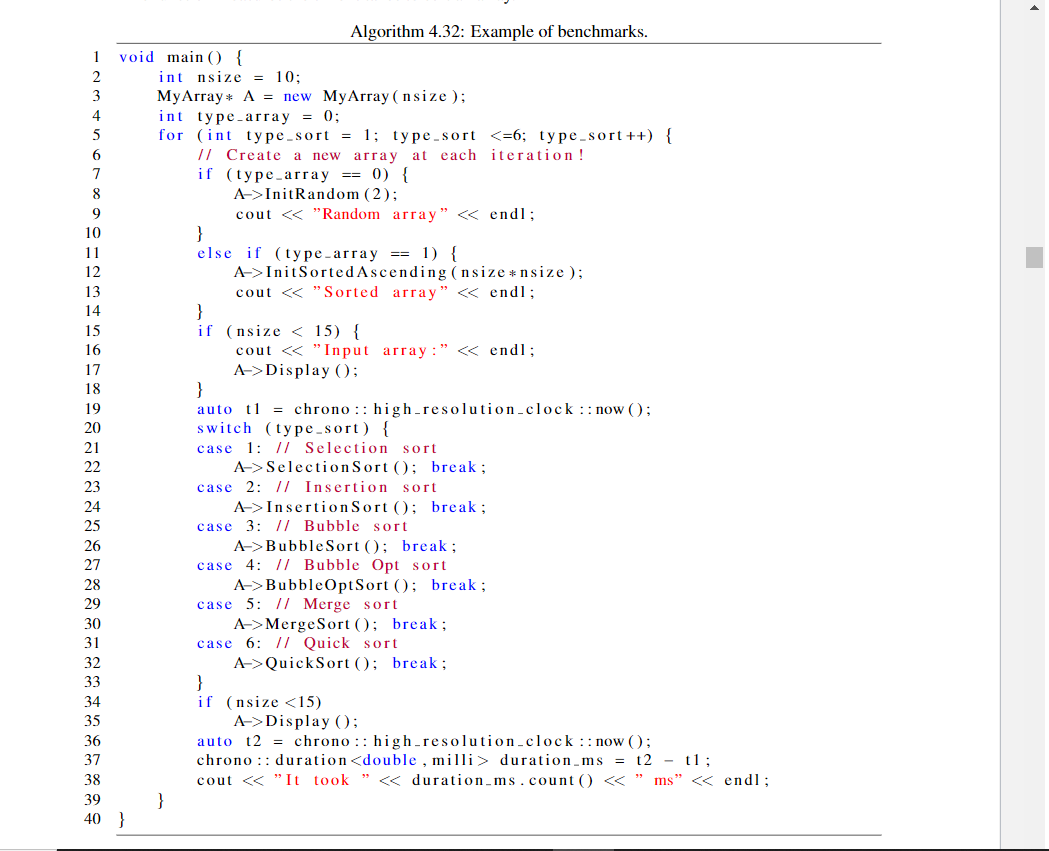 Algorithm 4.32: Example of benchmarks.
1 void main() {
2 int nsize = 10;
3 MyArray* A = new MyArray(nsize);
4 int type_array = 0;
5 for (int type_sort = 1; type_sort <=6; type_sort++) {
6 // Create a new array at each iteration!
7 if (type_array == 0) {
8 A->InitRandom(2);
9 cout << "Random array" << endl;
10 }
11 else if (type_array == 1) {
12 A->InitSortedAscending(nsize*nsize);
13 cout << "Sorted array" << endl;
14 }
15 if (nsize < 15) {
16 cout << "Input array:" << endl;
17 A->Display();
18 }
19 auto t1 = chrono::high_resolution_clock::now();
20 switch (type_sort) {
21 case 1: // Selection sort
22 A->SelectionSort(); break;
23 case 2: // Insertion sort
24 A->InsertionSort(); break;
25 case 3: // Bubble sort
26 A->BubbleSort(); break;
27 case 4: // Bubble Opt sort
28 A->BubbleOptSort(); break;
29 case 5: // Merge sort
30 A->MergeSort(); break;
31 case 6: // Quick sort
32 A->QuickSort(); break;
33 }
34 if (nsize <15)
35 A->Display();
36 auto t2 = chrono::high_resolution_clock::now();
37 chrono::duration<double,milli> duration_ms = t2 - t1;
38 cout << "It took " << duration_ms.count() << " ms" << endl;
39 }
40 }